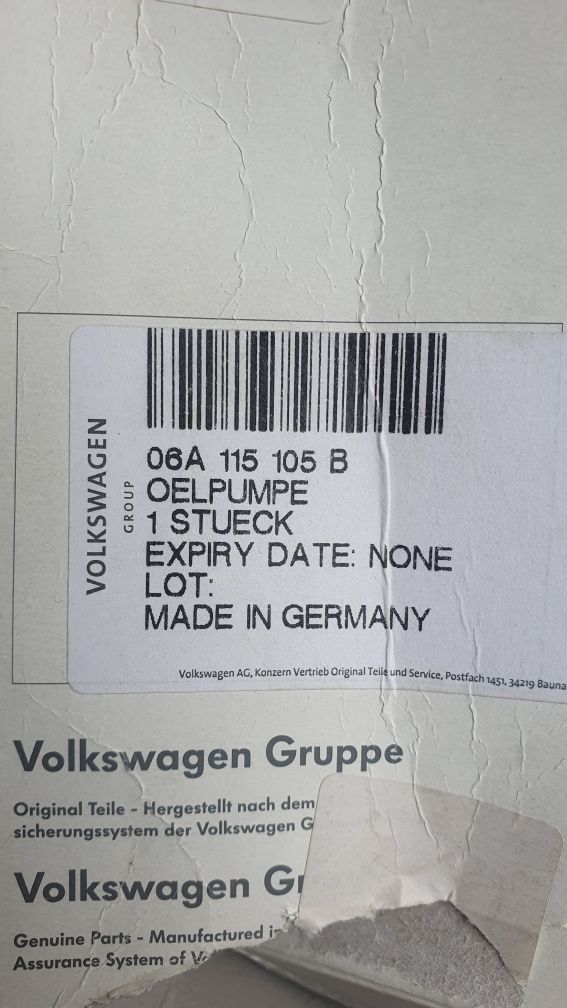 VOLKSWAGEN
GROUP
06A 115 105 B
OELPUMPE
1 STUECK
EXPIRY DATE: NONE
LOT:
MADE IN GERMANY
Volkswagen AG, Konzern Vertrieb Original Teile und Service, Postfach 1451, 34219 Bauna
Volkswagen Gruppe
Original Teile - Hergestellt nach dem
sicherungssystem der Volkswagen G
Volkswagen Gr
Genuine Parts - Manufactured in
Assurance System of